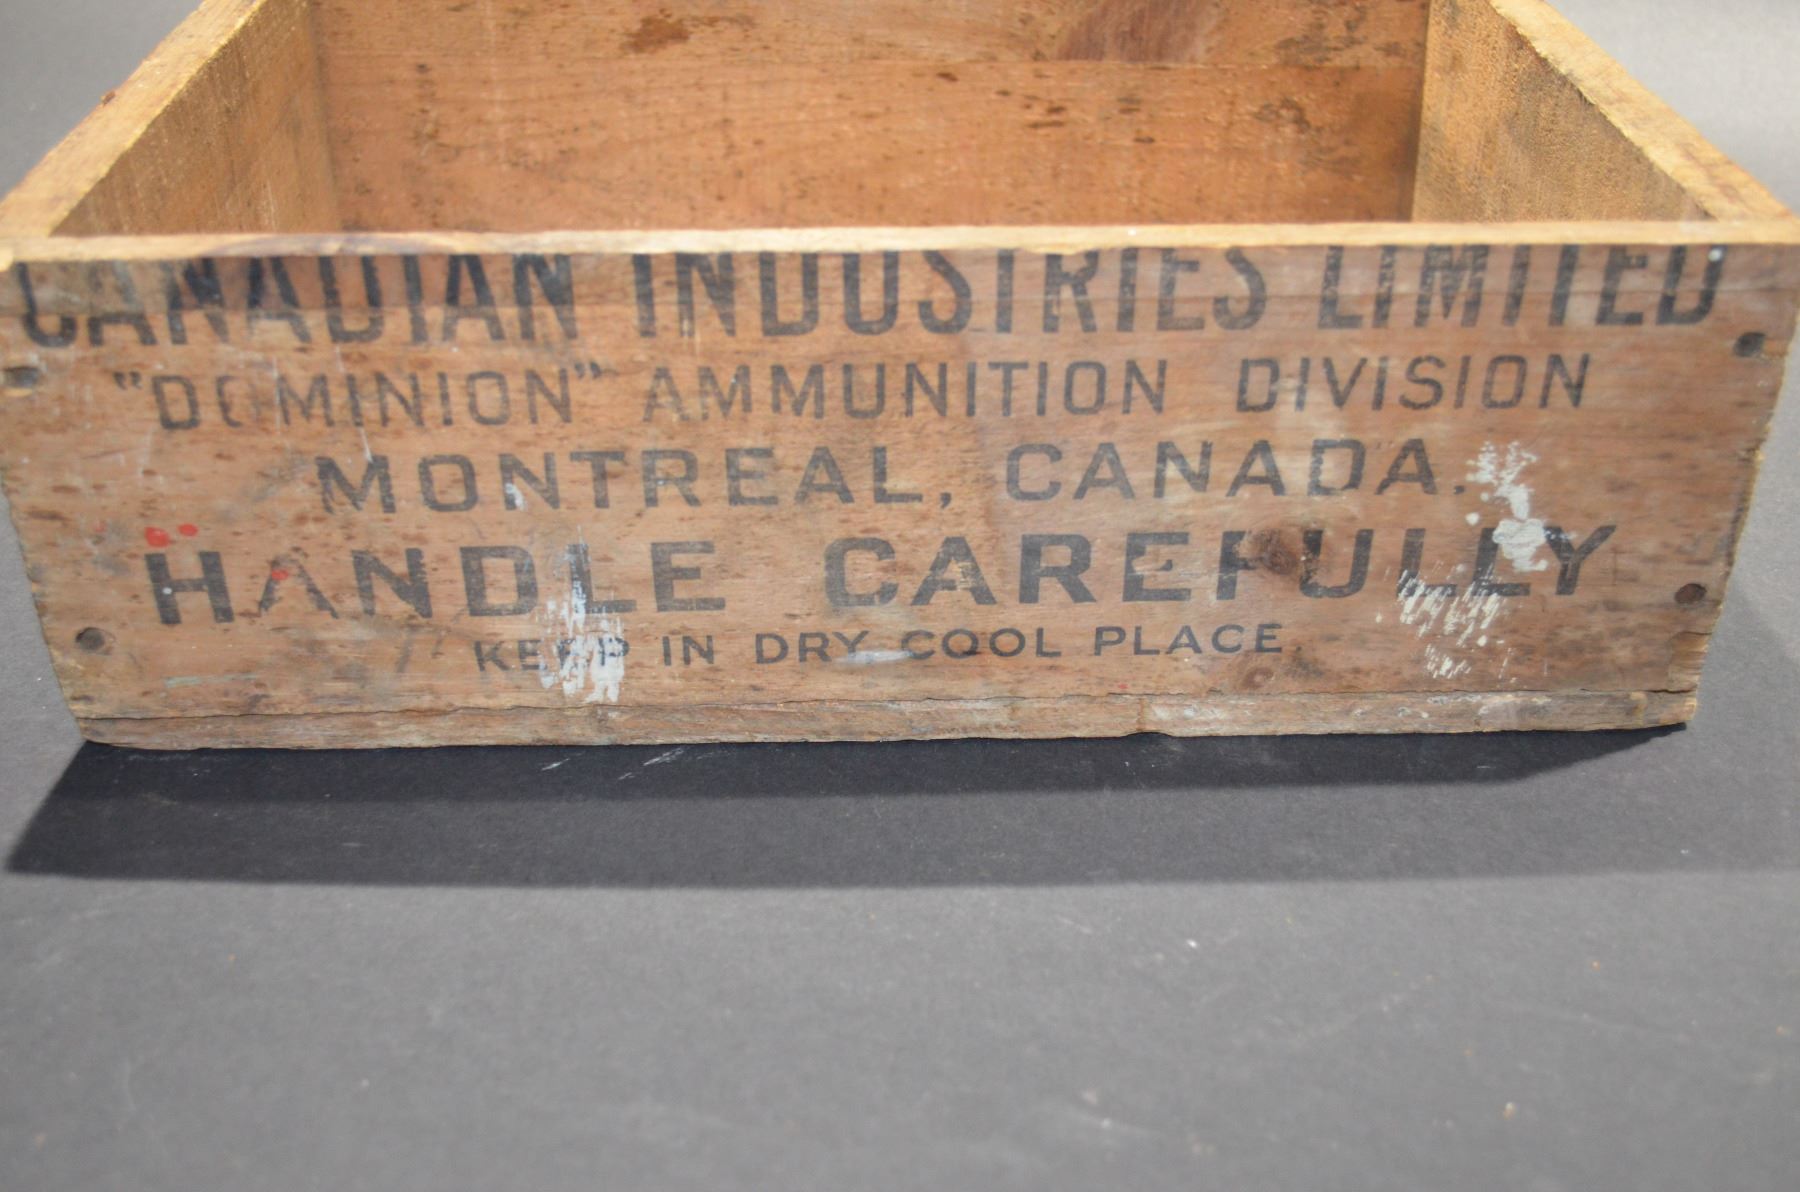 CANADIAN INDUSTRIES LIMITED
"DOMINION" AMMUNITION DIVISION
MONTREAL, CANADA.
HANDLE CAREFULLY
KEEP IN DRY COOL PLACE.